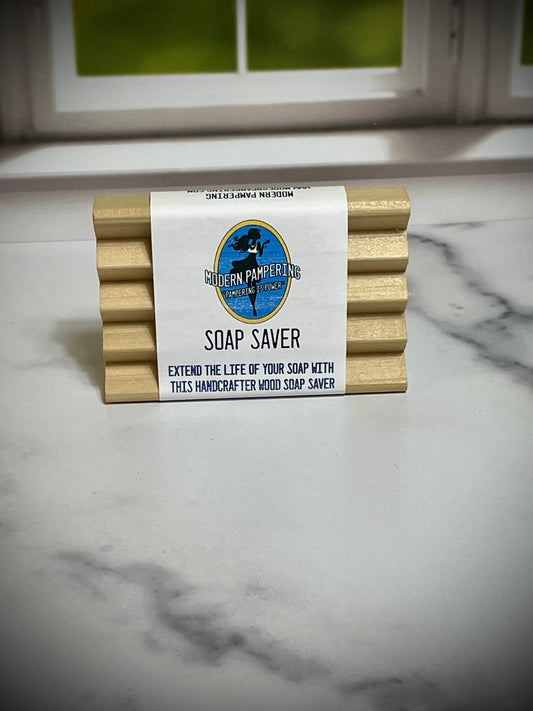 MODERN PAMPERING
MODERN PAMPERING
PAMPERING IS POWER
SOAP SAVER
EXTEND THE LIFE OF YOUR SOAP WITH
THIS HANDCRAFTER WOOD SOAP SAVER